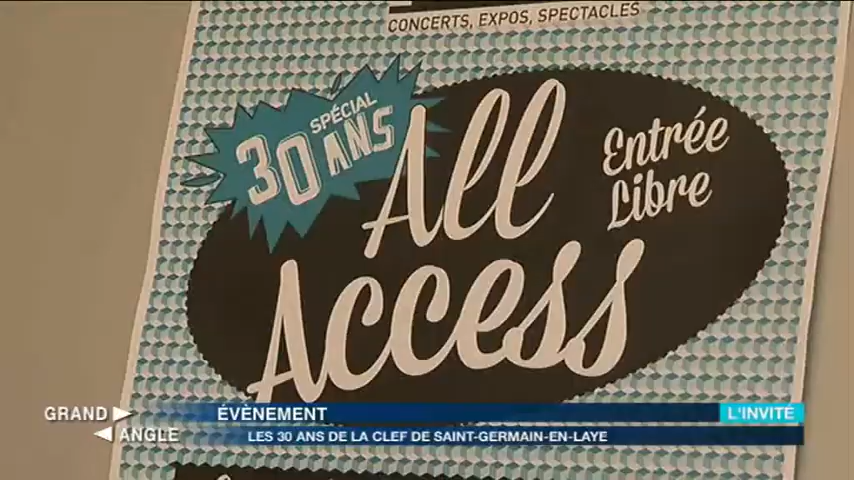 CONCERTS, EXPOS, SPECTACLES
SPÉCIAL
30 ANS
All
Access
Entrée
Libre
GRAND
ANGLE
ÉVÈNEMENT
L'INVITÉ
LES 30 ANS DE LA CLEF DE SAINT-GERMAIN-EN-LAYE